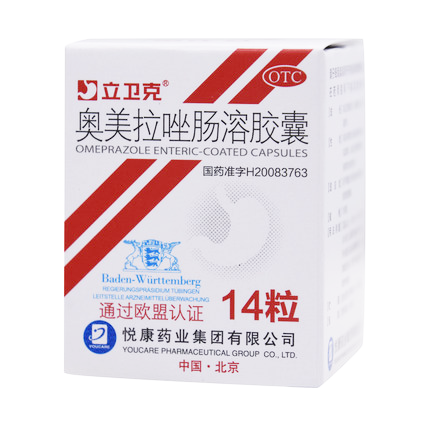 立卫克®
OTC
奥美拉唑肠溶胶囊
OMEPRAZOLE ENTERIC-COATED CAPSULES
国药准字H20083763
Baden-Württemberg
REGIERUNGSPRÄSIDIUM TÜBINGEN
LEITSTELLE ARZNEIMITTELÜBERWACHUNG
通过欧盟认证
14粒
YOUCARE
悦康药业集团有限公司
YOUCARE PHARMACEUTICAL GROUP CO., LTD.
中国·北京